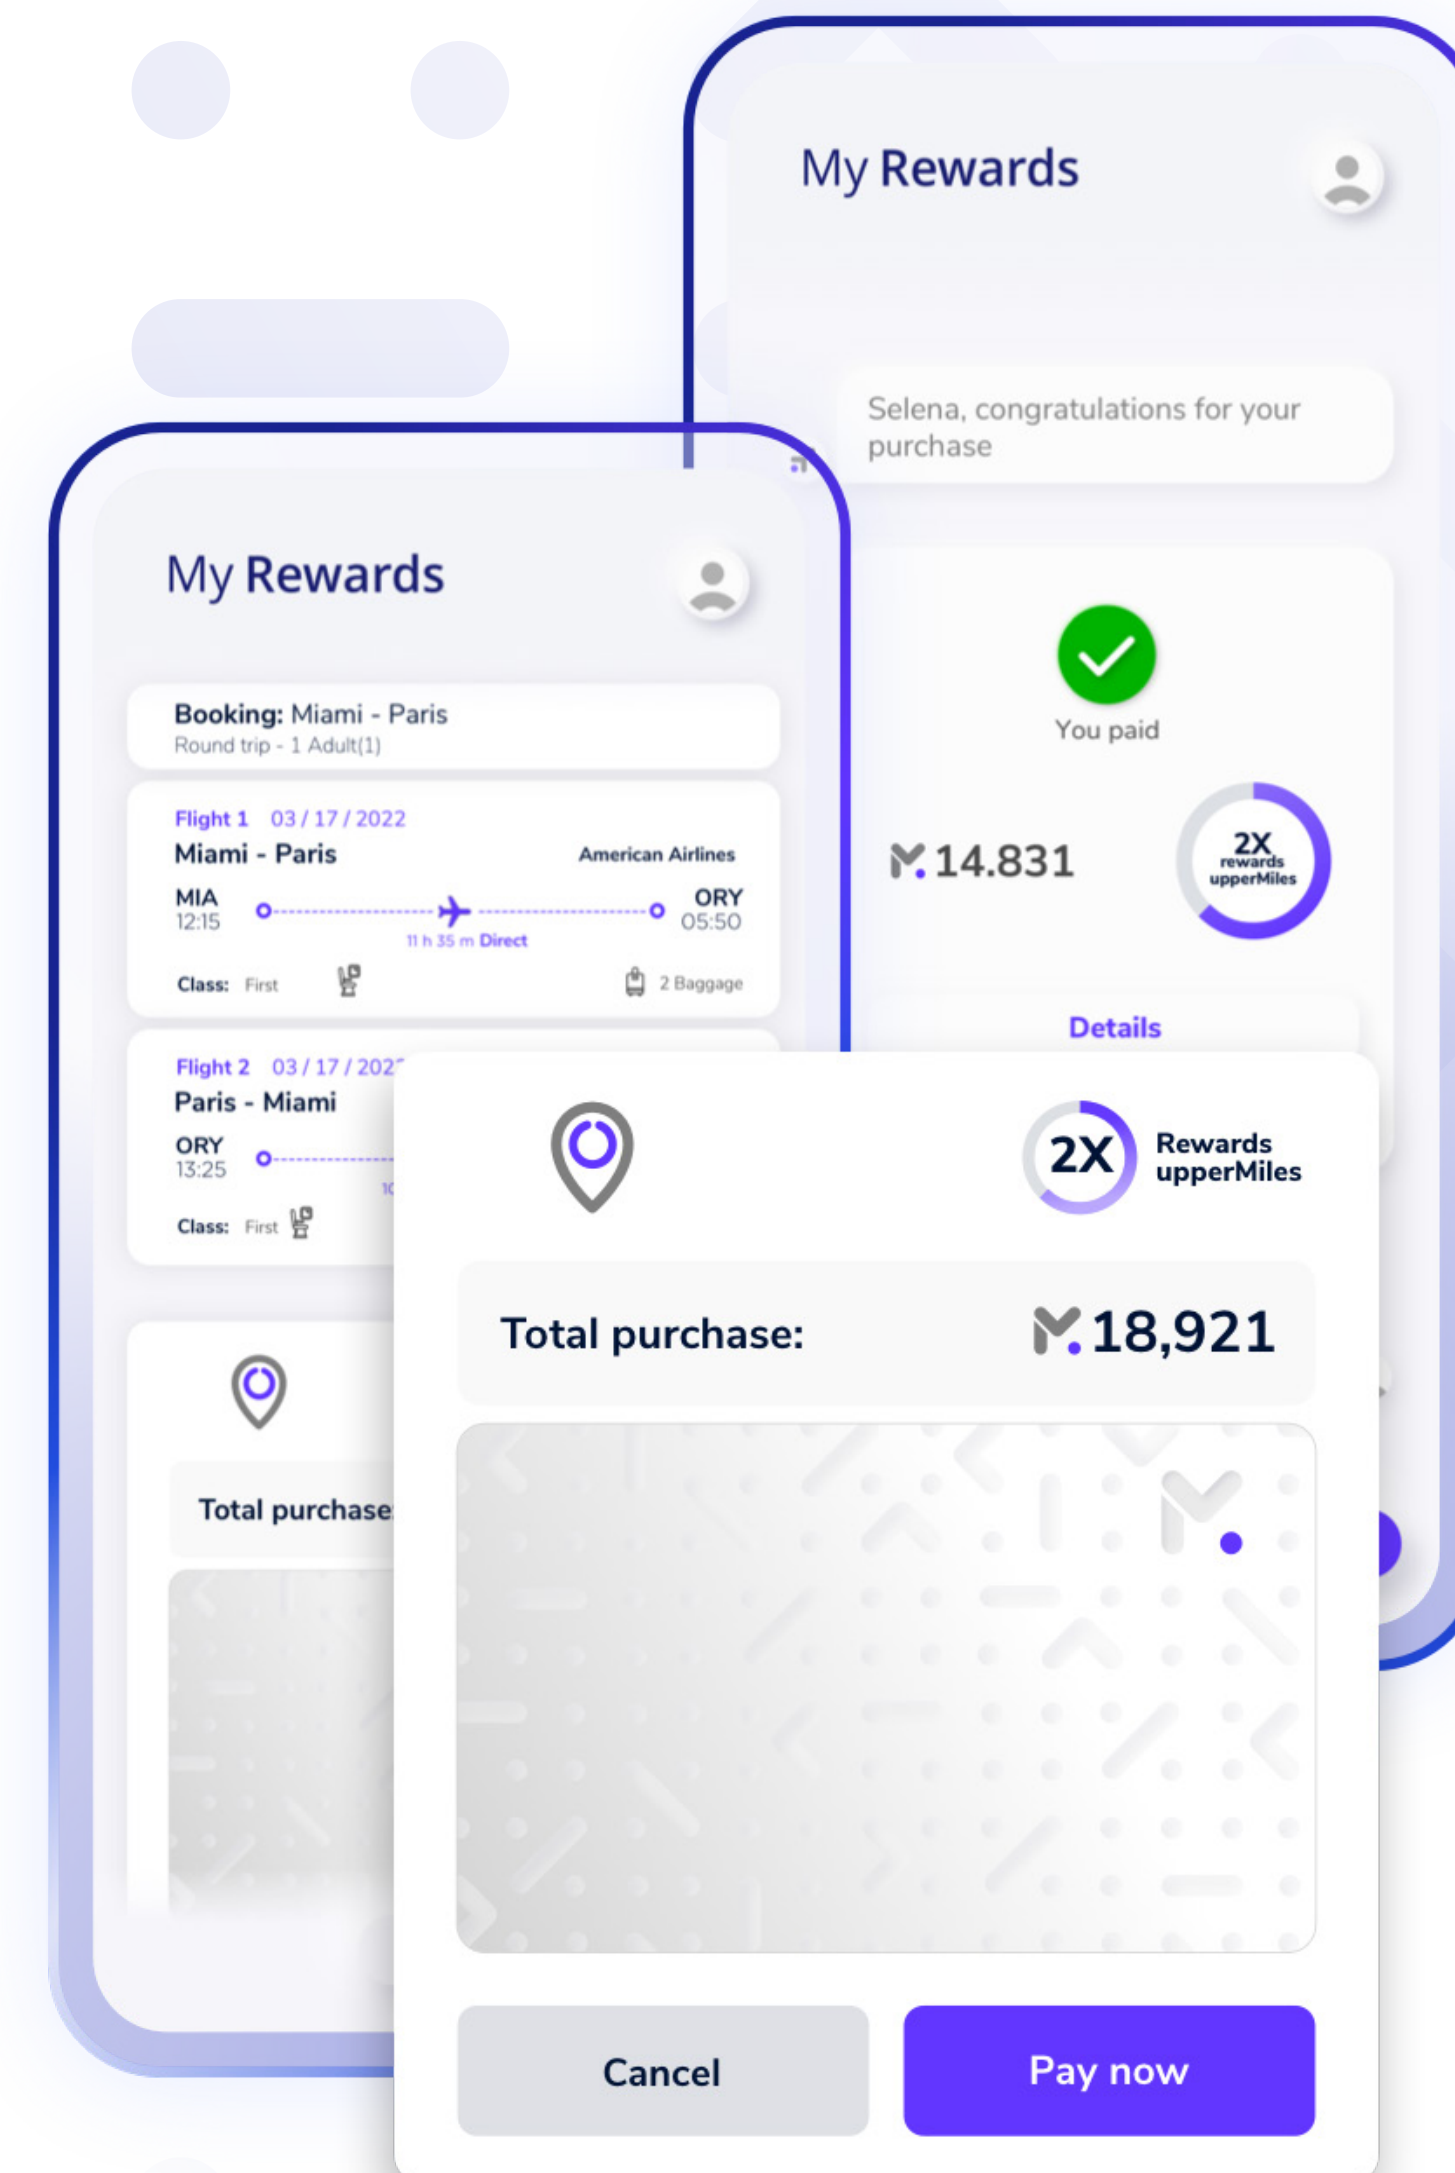 My Rewards
Selena, congratulations for your
purchase
You paid
14.831
2X
rewards
upperMiles
Details
My Rewards
Booking: Miami - Paris
Round trip - 1 Adult(1)
Flight 1 03 / 17 / 2022
Miami - Paris American Airlines
MIA ORY
12:15 05:50
11 h 35 m Direct
Class: First 2 Baggage
Flight 2 03 / 17 / 202
Paris - Miami
ORY
13:25
10
Class: First
Total purchase:
2X Rewards
upperMiles
Total purchase: 18,921
Cancel Pay now